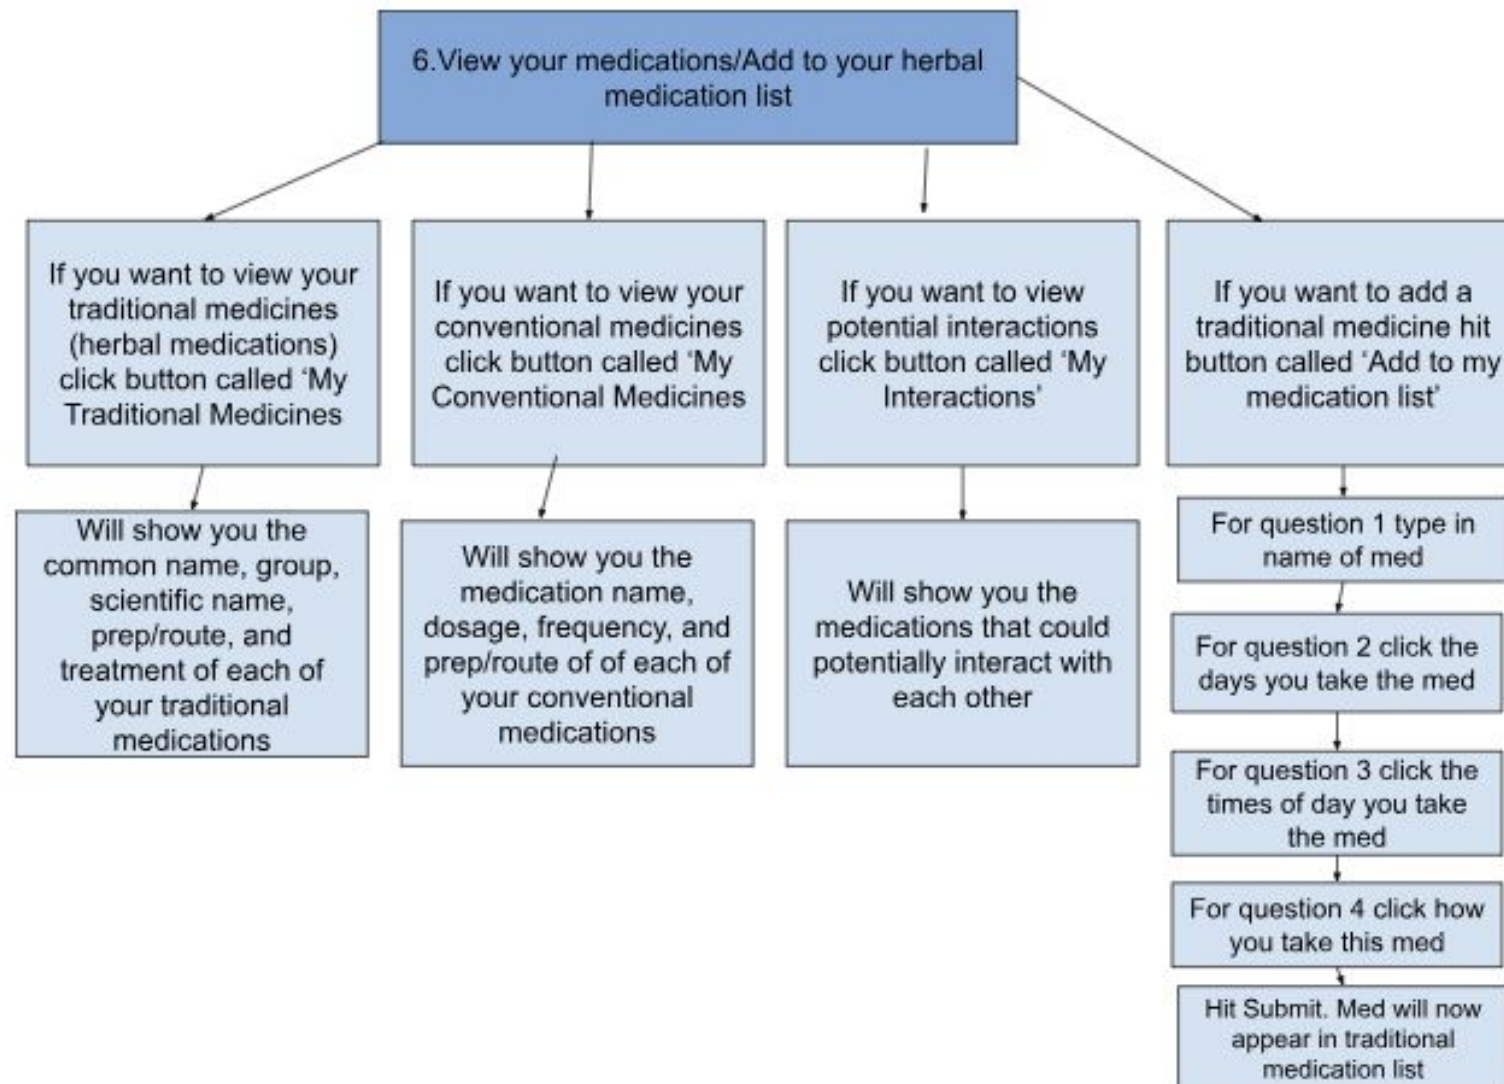 6.View your medications/Add to your herbal
medication list
If you want to view your
traditional medicines
(herbal medications)
click button called ‘My
Traditional Medicines
If you want to view your
conventional medicines
click button called ‘My
Conventional Medicines
If you want to view
potential interactions
click button called ‘My
Interactions’
If you want to add a
traditional medicine hit
button called ‘Add to my
medication list’
Will show you the
common name, group,
scientific name,
prep/route, and
treatment of each of
your traditional
medications
Will show you the
medication name,
dosage, frequency, and
prep/route of of each of
your conventional
medications
Will show you the
medications that could
potentially interact with
each other
For question 1 type in
name of med
For question 2 click the
days you take the med
For question 3 click the
times of day you take
the med
For question 4 click how
you take this med
Hit Submit. Med will now
appear in traditional
medication list